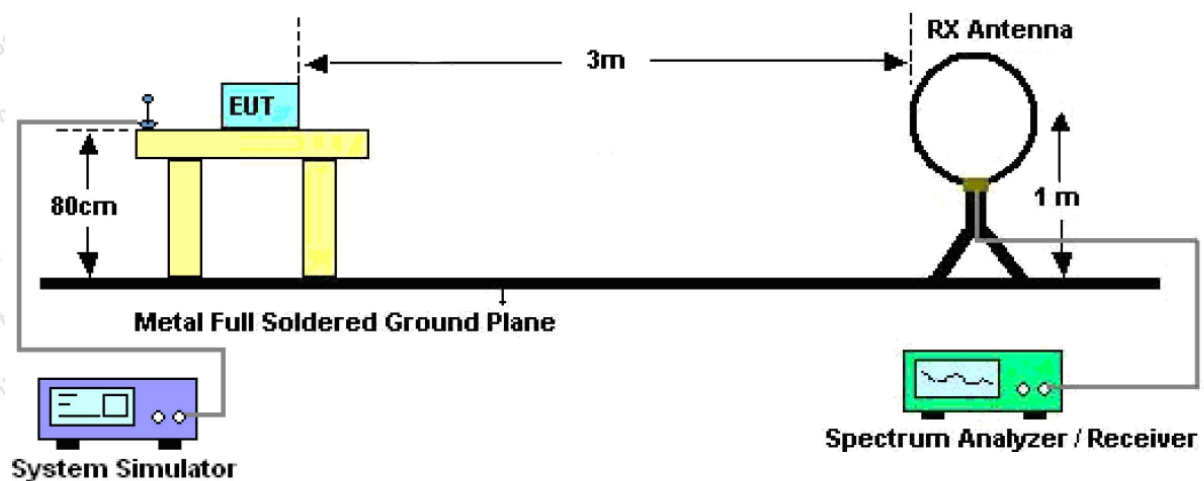 RX Antenna
3m
EUT
80cm
1 m
Metal Full Soldered Ground Plane
System Simulator
Spectrum Analyzer / Receiver